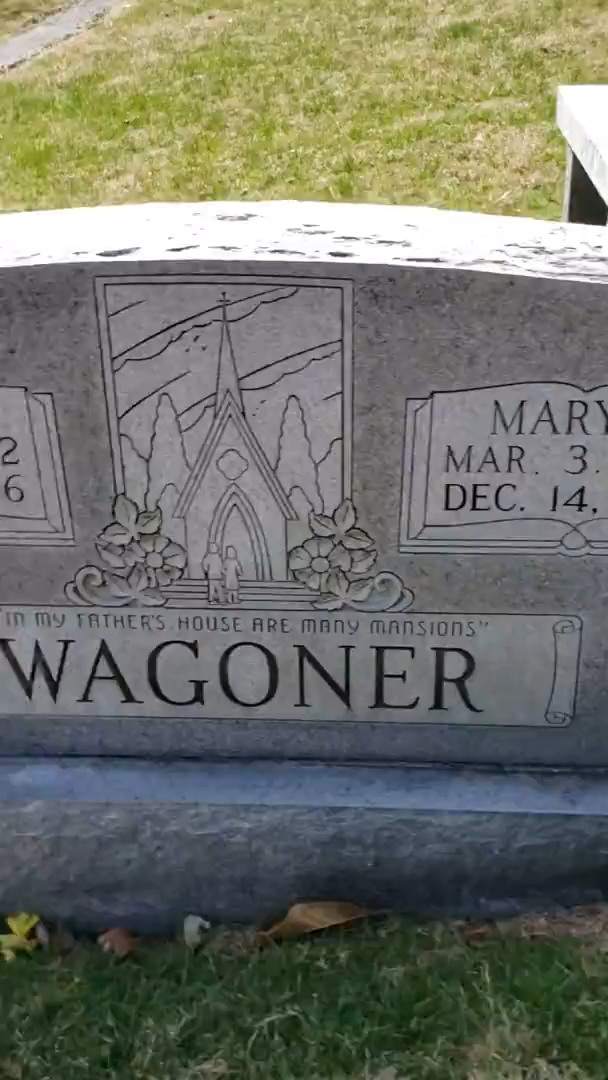 2
6
MARY
MAR. 3.
DEC. 14,
"IN MY FATHER'S HOUSE ARE MANY MANSIONS"
WAGONER